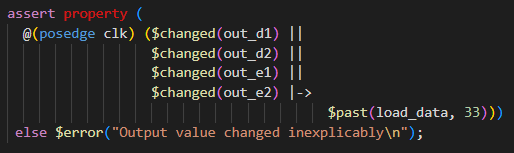 assert property (
@(posedge clk) ($changed(out_d1) ||
$changed(out_d2) ||
$changed(out_e1) ||
$changed(out_e2) |->
$past(load_data, 33)))
else $error("Output value changed inexplicably\n");